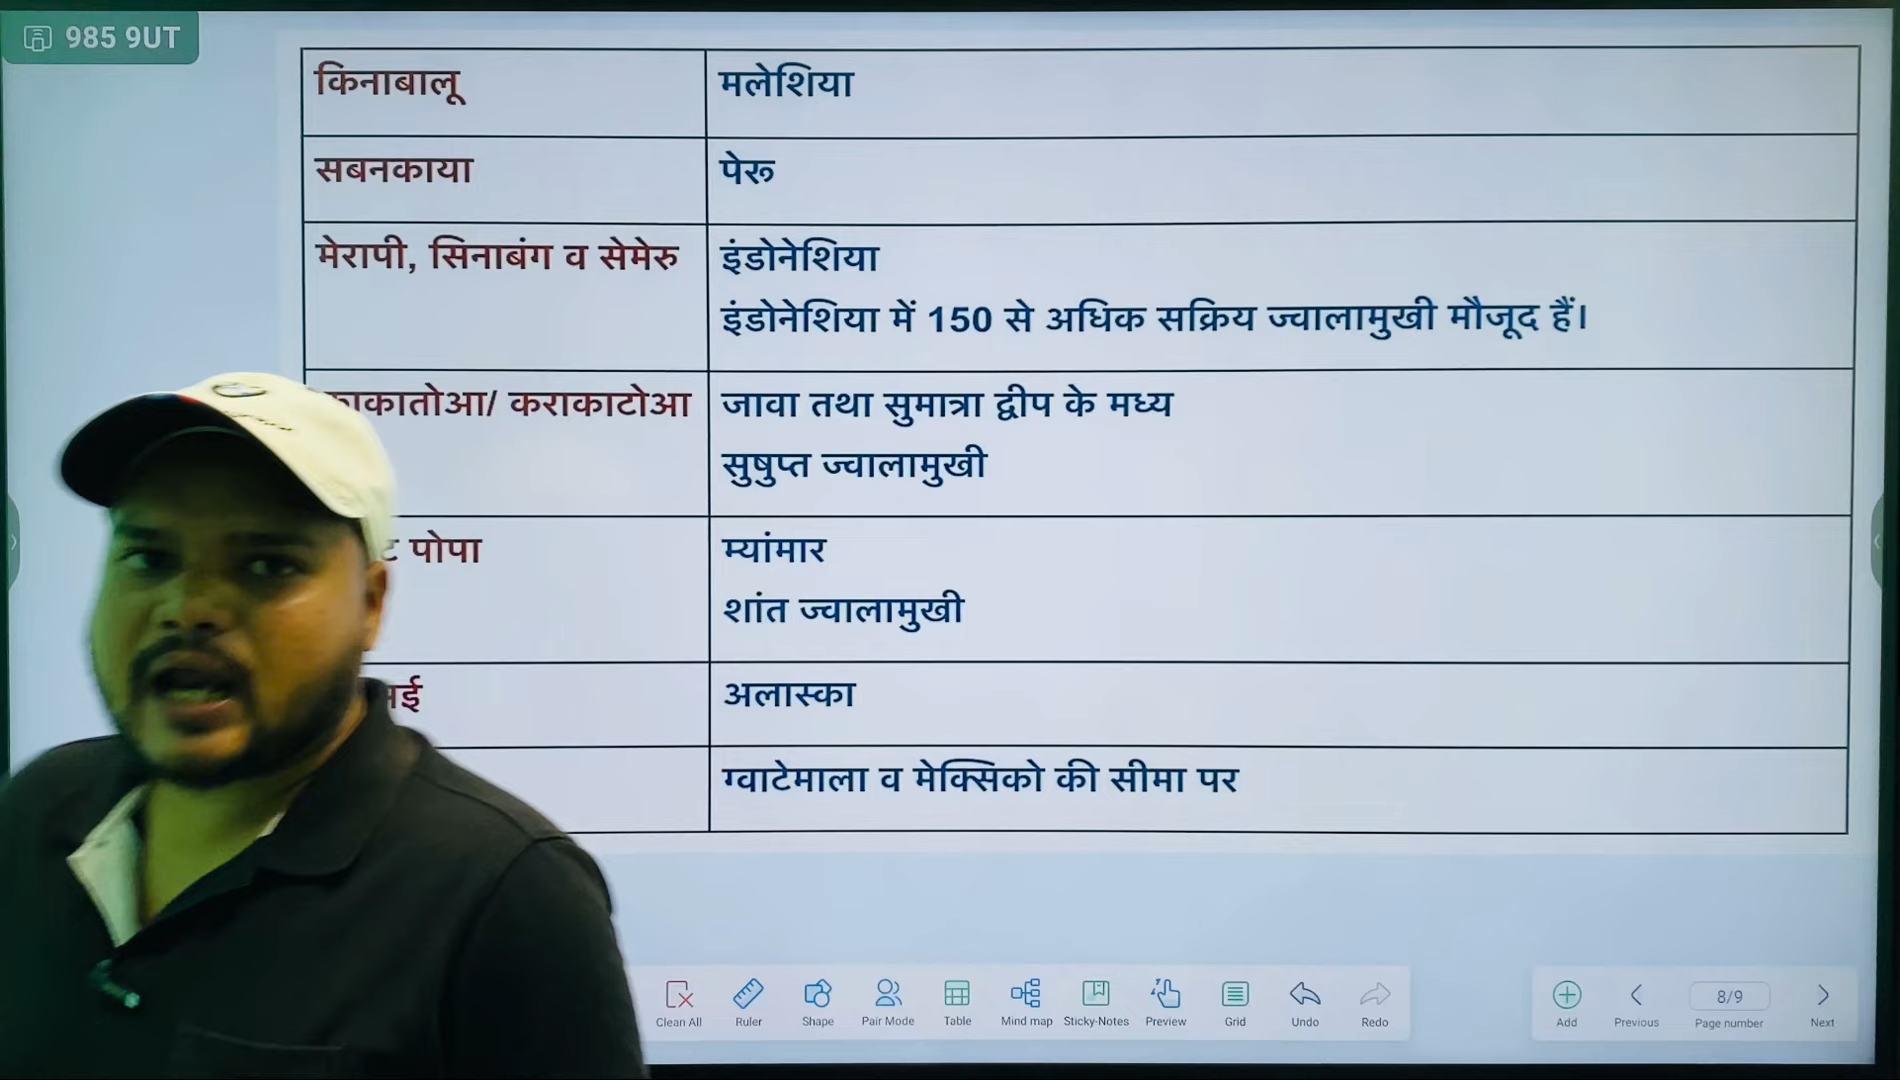 985 9UT
किनाबालू
मलेशिया
सबनकाया
पेरू
मेरापी, सिनाबंग व सेमेरु
इंडोनेशिया
इंडोनेशिया में 150 से अधिक सक्रिय ज्वालामुखी मौजूद हैं।
कराकाटोआ
जावा तथा सुमात्रा द्वीप के मध्य
सुषुप्त ज्वालामुखी
पोपा
म्यांमार
शांत ज्वालामुखी
अलास्का
ग्वाटेमाला व मेक्सिको की सीमा पर
Clean All
Ruler
Shape
Pair Mode
Table
Mind map
Sticky-Notes
Preview
Grid
Undo
Redo
Add
Previous
8/9
Page number
Next